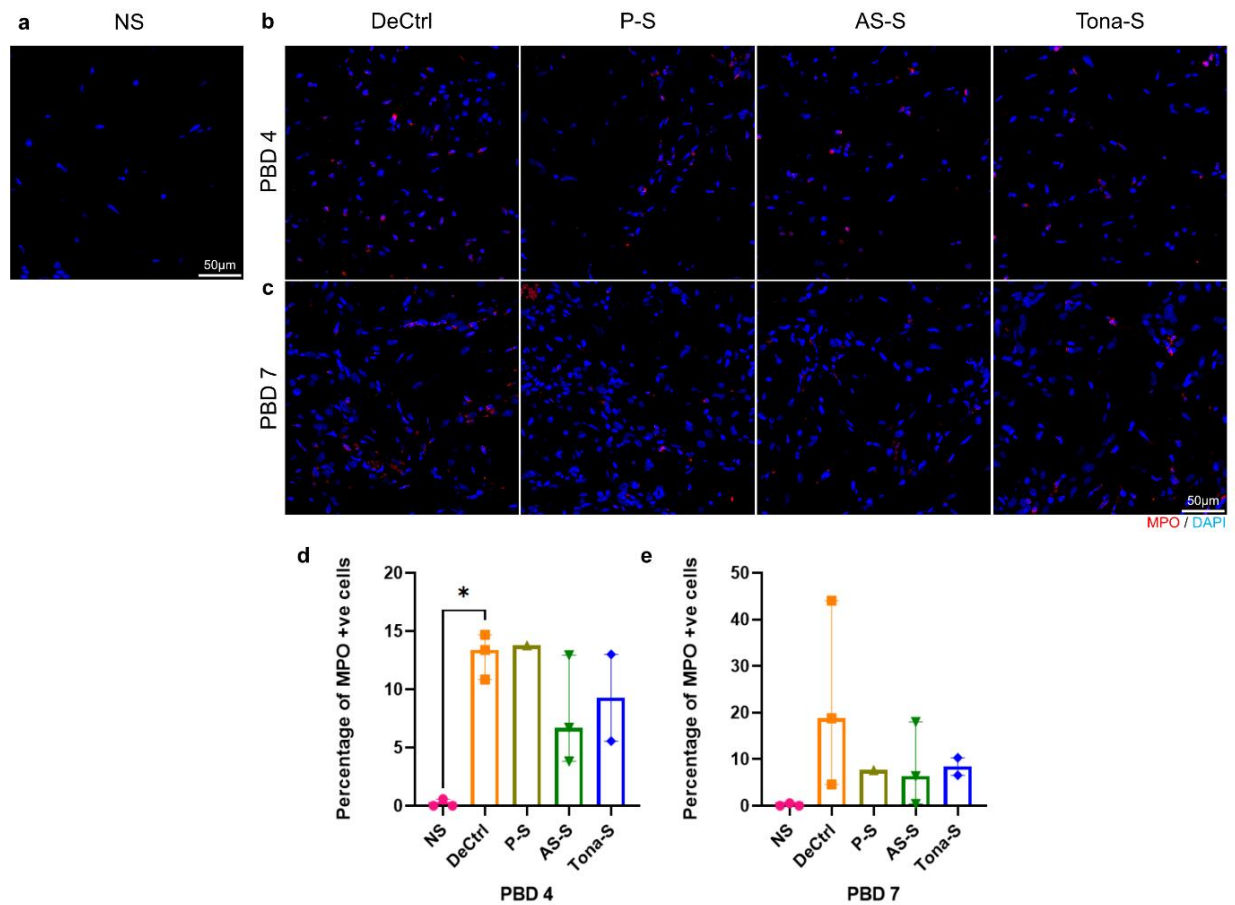 a NS b DeCtrl P-S AS-S Tona-S
PBD 4
50μm
c
PBD 7
50μm
MPO / DAPI
d
Percentage of MPO +ve cells
20
15
10
5
0
*
NS DeCtrl P-S AS-S Tona-S
PBD 4
e
Percentage of MPO +ve cells
50
40
30
20
10
0
NS DeCtrl P-S AS-S Tona-S
PBD 7